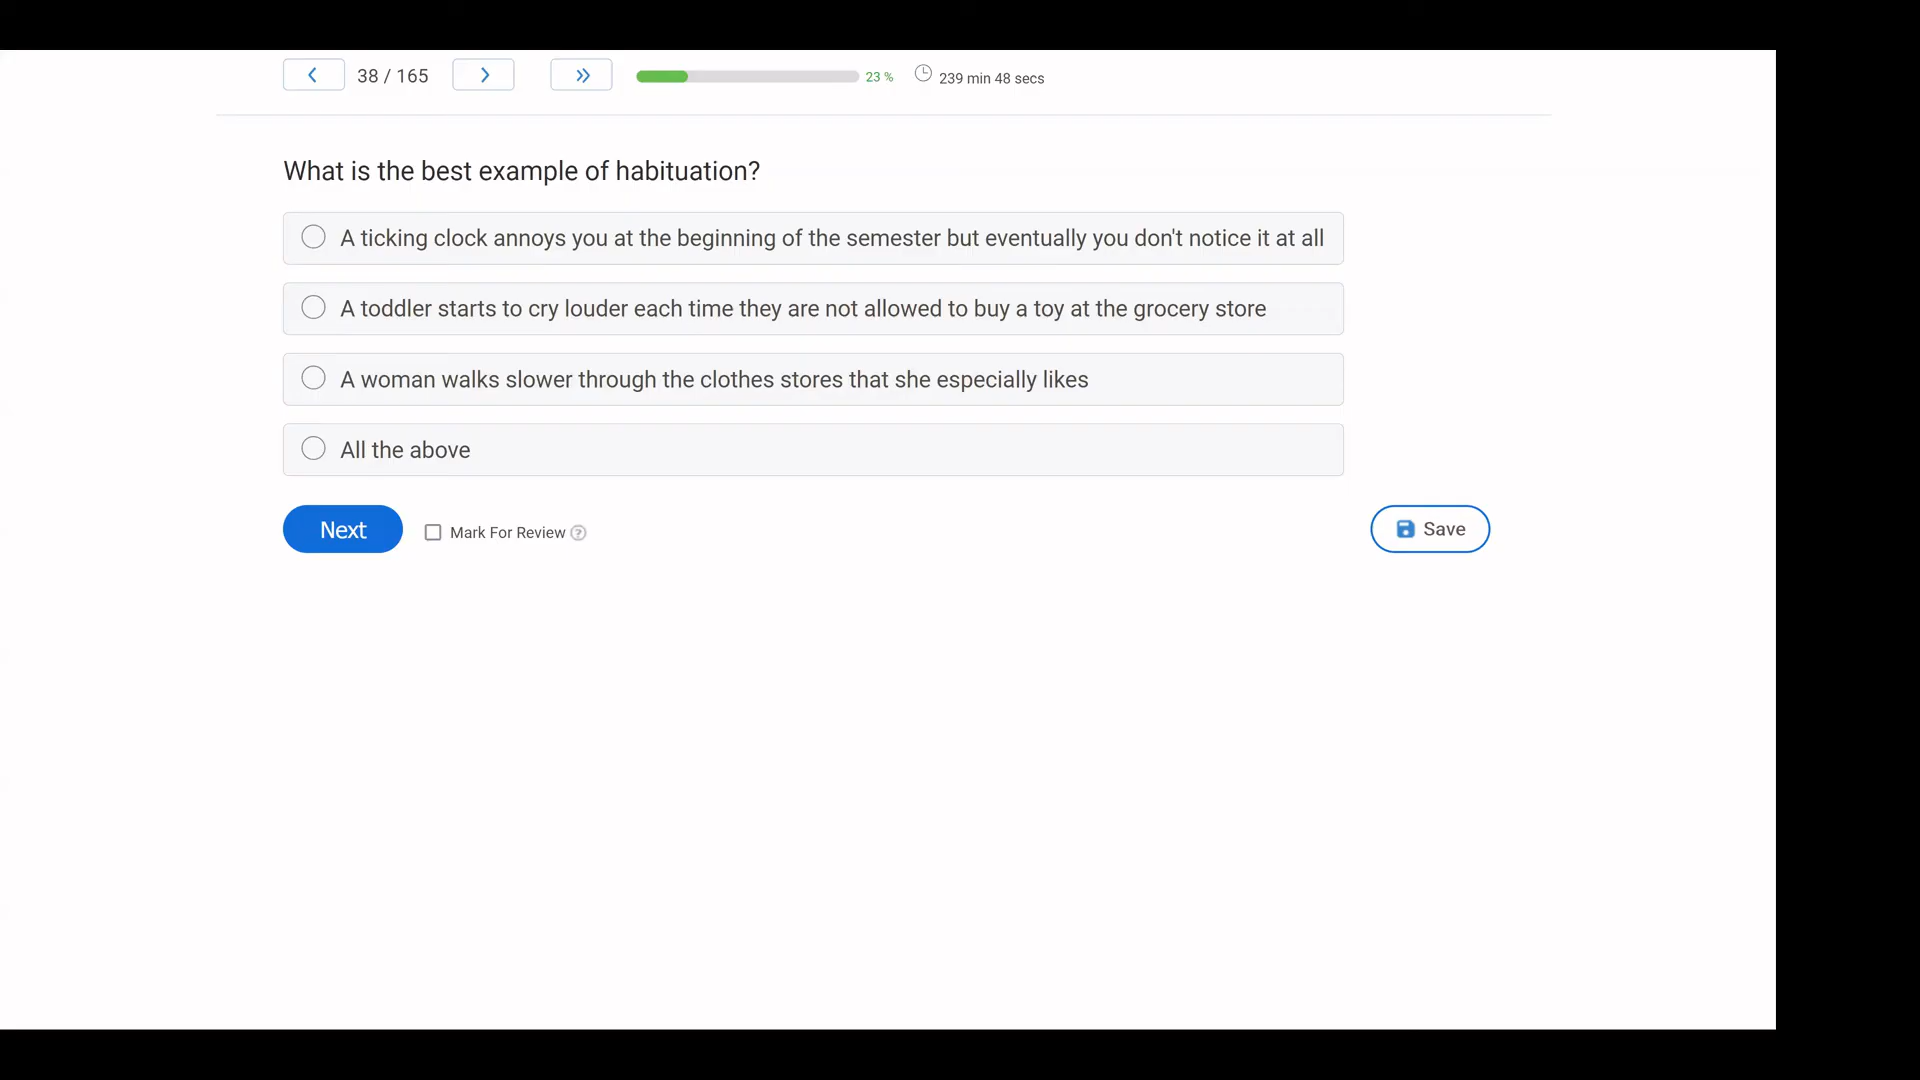 38 / 165
23 %
239 min 48 secs
What is the best example of habituation?
A ticking clock annoys you at the beginning of the semester but eventually you don't notice it at all
A toddler starts to cry louder each time they are not allowed to buy a toy at the grocery store
A woman walks slower through the clothes stores that she especially likes
All the above
Next
Mark For Review ?
Save